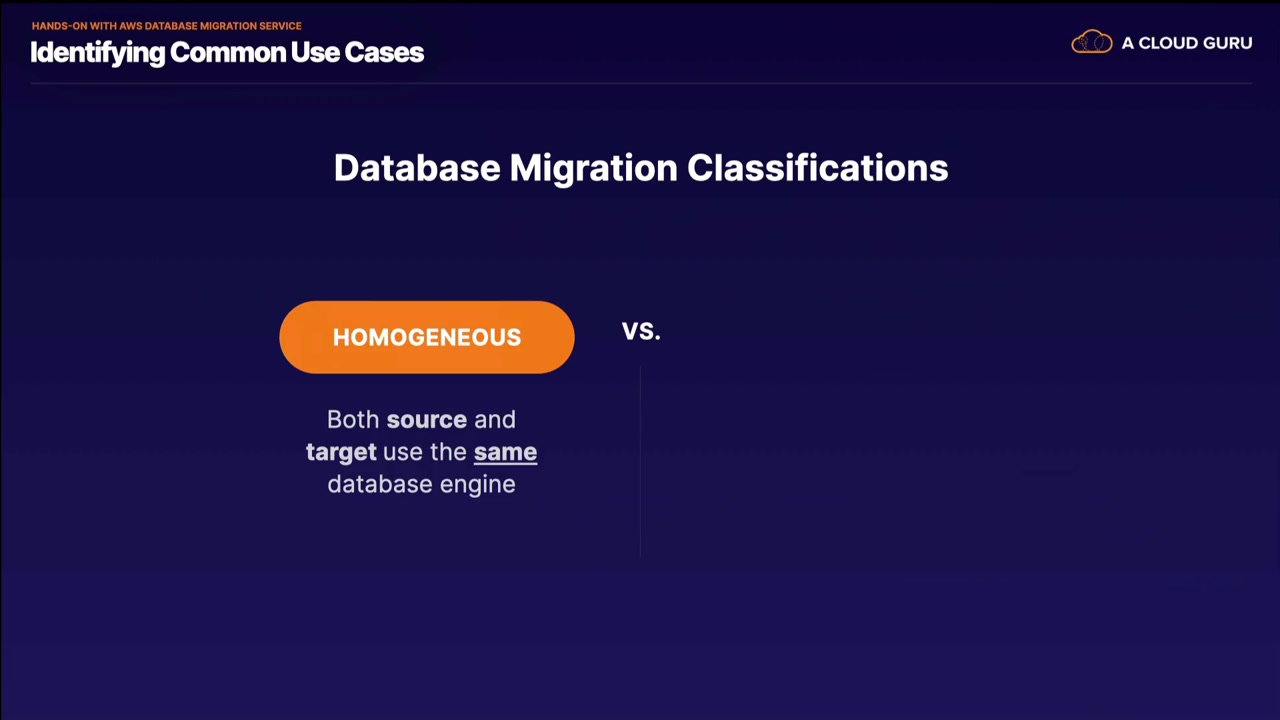 HANDS-ON WITH AWS DATABASE MIGRATION SERVICE
Identifying Common Use Cases
A CLOUD GURU
Database Migration Classifications
HOMOGENEOUS
VS.
Both source and
target use the same
database engine